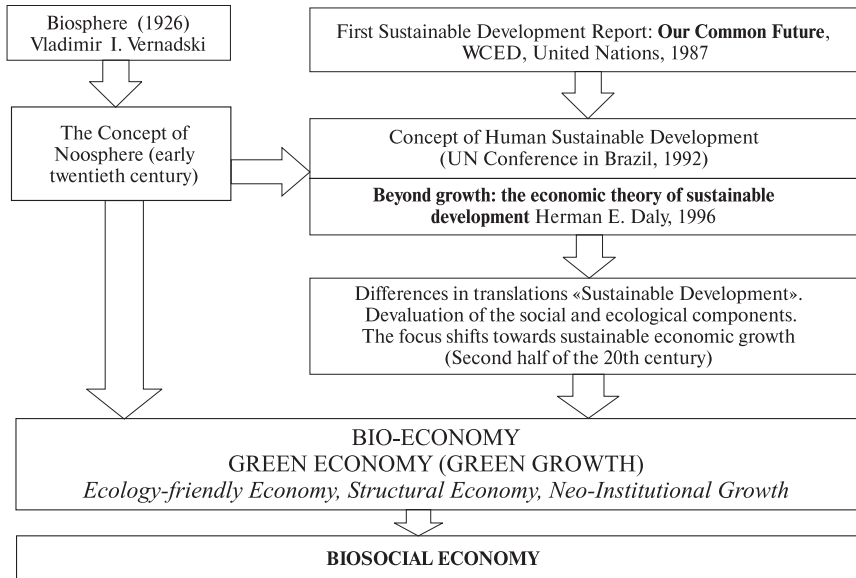 Biosphere (1926)
Vladimir I. Vernadski
First Sustainable Development Report: Our Common Future,
WCED, United Nations, 1987
The Concept of
Noosphere (early
twentieth century)
Concept of Human Sustainable Development
(UN Conference in Brazil, 1992)
Beyond growth: the economic theory of sustainable
development Herman E. Daly, 1996
Differences in translations «Sustainable Development».
Devaluation of the social and ecological components.
The focus shifts towards sustainable economic growth
(Second half of the 20th century)
BIO-ECONOMY
GREEN ECONOMY (GREEN GROWTH)
Ecology-friendly Economy, Structural Economy, Neo-Institutional Growth
BIOSOCIAL ECONOMY